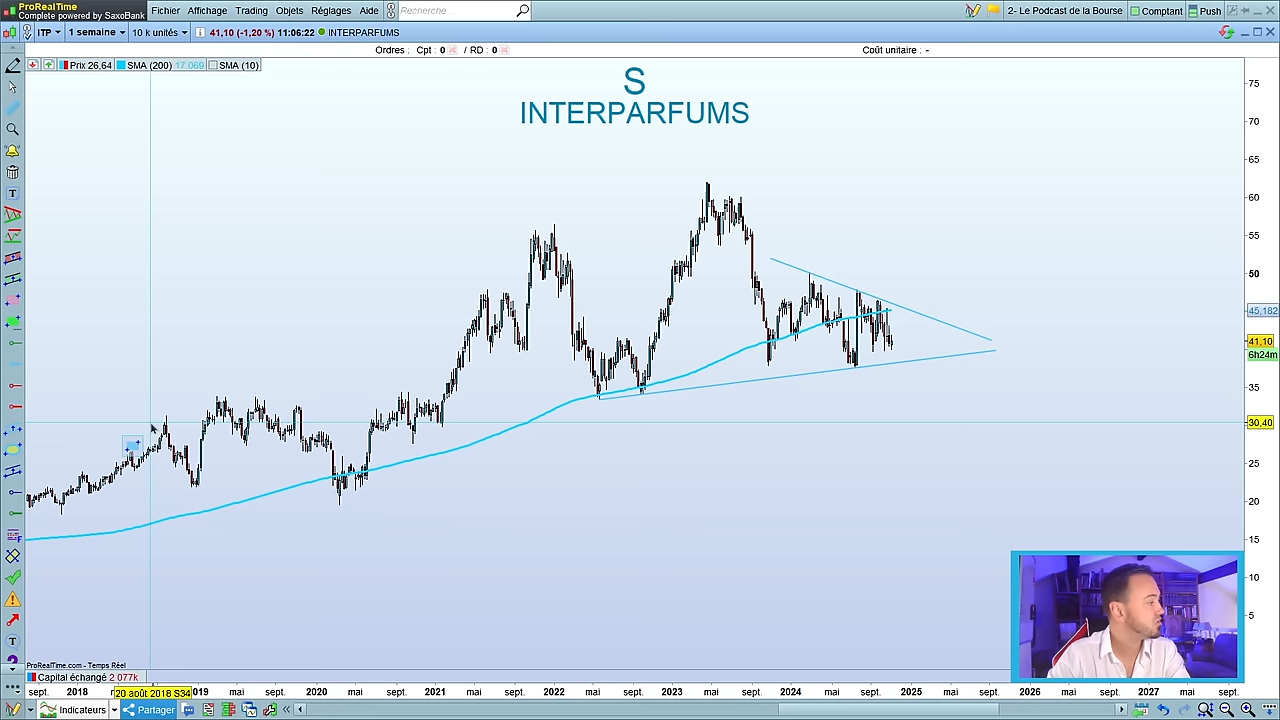 ProRealTime
Complete powered by SaxoBank
Fichier Affichage Trading Objets Réglages Aide Recherche 2- Le Podcast de la Bourse Comptant Push
ITP 1 semaine 10 k unités 41,10 (-1,20 %) 11:06:22 INTERPARFUMS
Ordres : Cpt : 0 / RD : 0 Coût unitaire : -
Prix 26,64 SMA (200) 17.069 SMA (10)
S
INTERPARFUMS
75
70
65
60
55
50
45,182
41,10
6h24m
35
30,40
25
20
15
10
5
ProRealTime.com - Temps Réel
Capital échangé 2 077k
sept. 2018 20 août 2018 S34 019 mai sept. 2020 mai sept. 2021 mai sept. 2022 mai sept. 2023 mai sept. 2024 mai sept. 2025 mai sept. 2026 mai sept. 2027 mai sept.
Indicateurs Partager